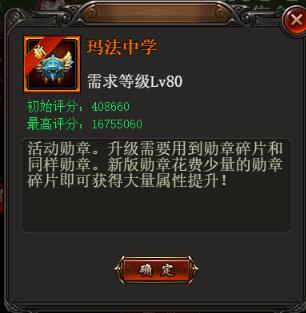 新
玛法中学
需求等级Lv80
初始评分：408660
最高评分：16755060
活动勋章。升级需要用到勋章碎片和
同样勋章。新版勋章花费少量的勋章
碎片即可获得大量属性提升！
确 定